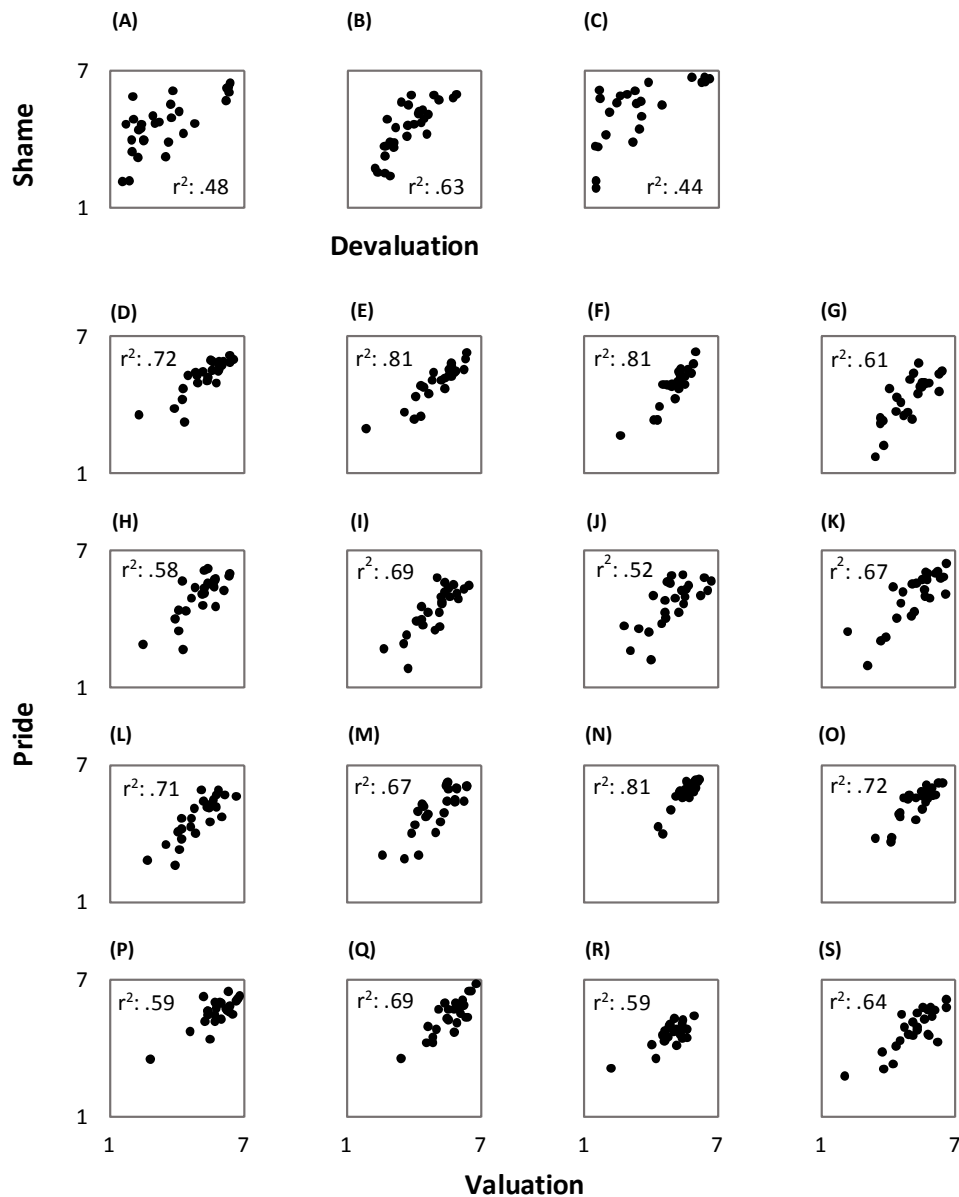 (A) (B) (C)
7
Shame
r²: .48 r²: .63 r²: .44
1
Devaluation
(D) (E) (F) (G)
7
r²: .72 r²: .81 r²: .81 r²: .61
1
(H) (I) (J) (K)
7
r²: .58 r²: .69 r²: .52 r²: .67
1
Pride
(L) (M) (N) (O)
7
r²: .71 r²: .67 r²: .81 r²: .72
1
(P) (Q) (R) (S)
7
r²: .59 r²: .69 r²: .59 r²: .64
1
1 7 1 7 1 7 1 7
Valuation